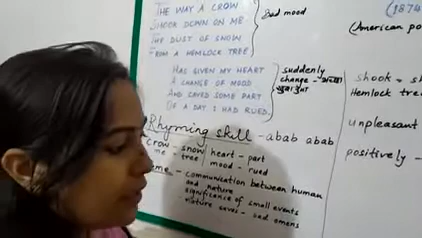 THE WAY A CROW
SHOOK DOWN ON ME
THE DUST OF SNOW
FROM A HEMLOCK TREE
Bad mood
HAS GIVEN MY HEART
A CHANGE OF MOOD
AND SAVED SOME PART
OF A DAY I HAD RUED
suddenly
change -
Rhyming skill - abab abab
crow - snow
me - tree
heart - part
mood - rued
communication between human
and nature
significance of small events
nature saves - bad omens
(1874
(American po
shook = s
Hemlock tre
unpleasant
positively -